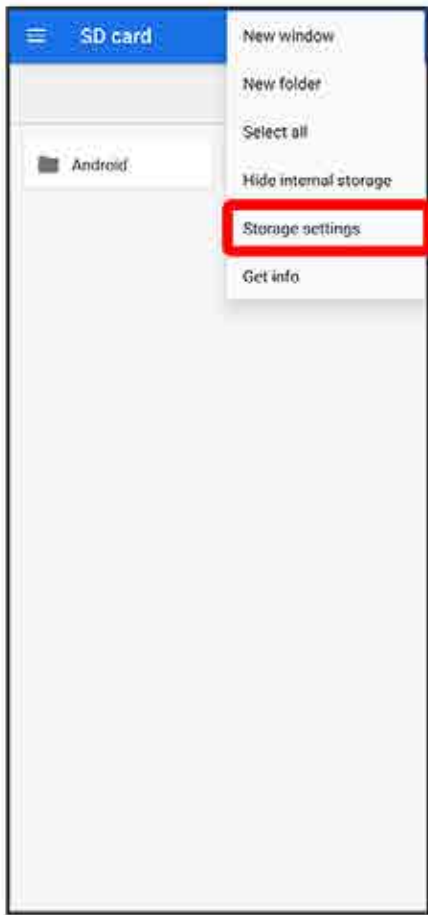 SD card
New window
New folder
Select all
Hide internal storage
Storage settings
Get info
Android